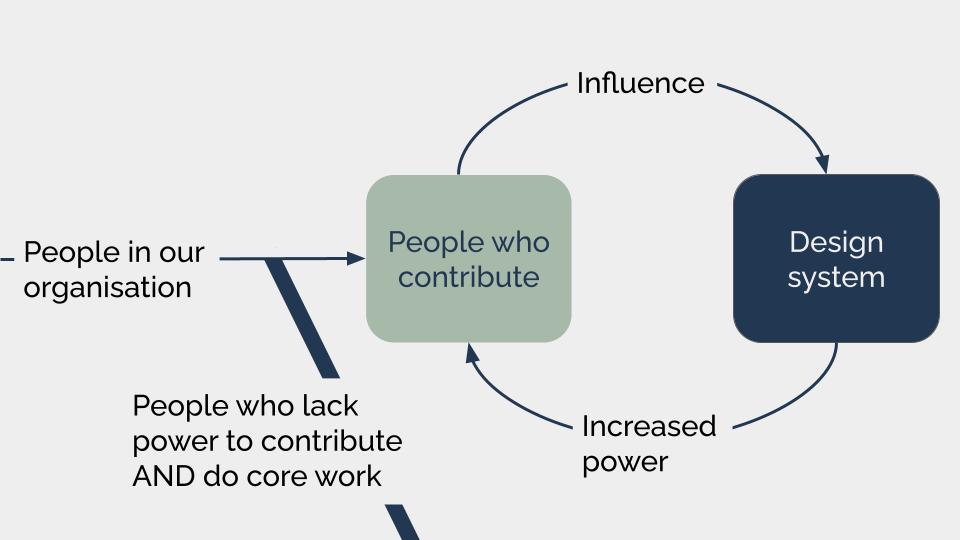 Influence
People who
contribute
Design
system
People in our
organisation
People who lack
power to contribute
AND do core work
Increased
power